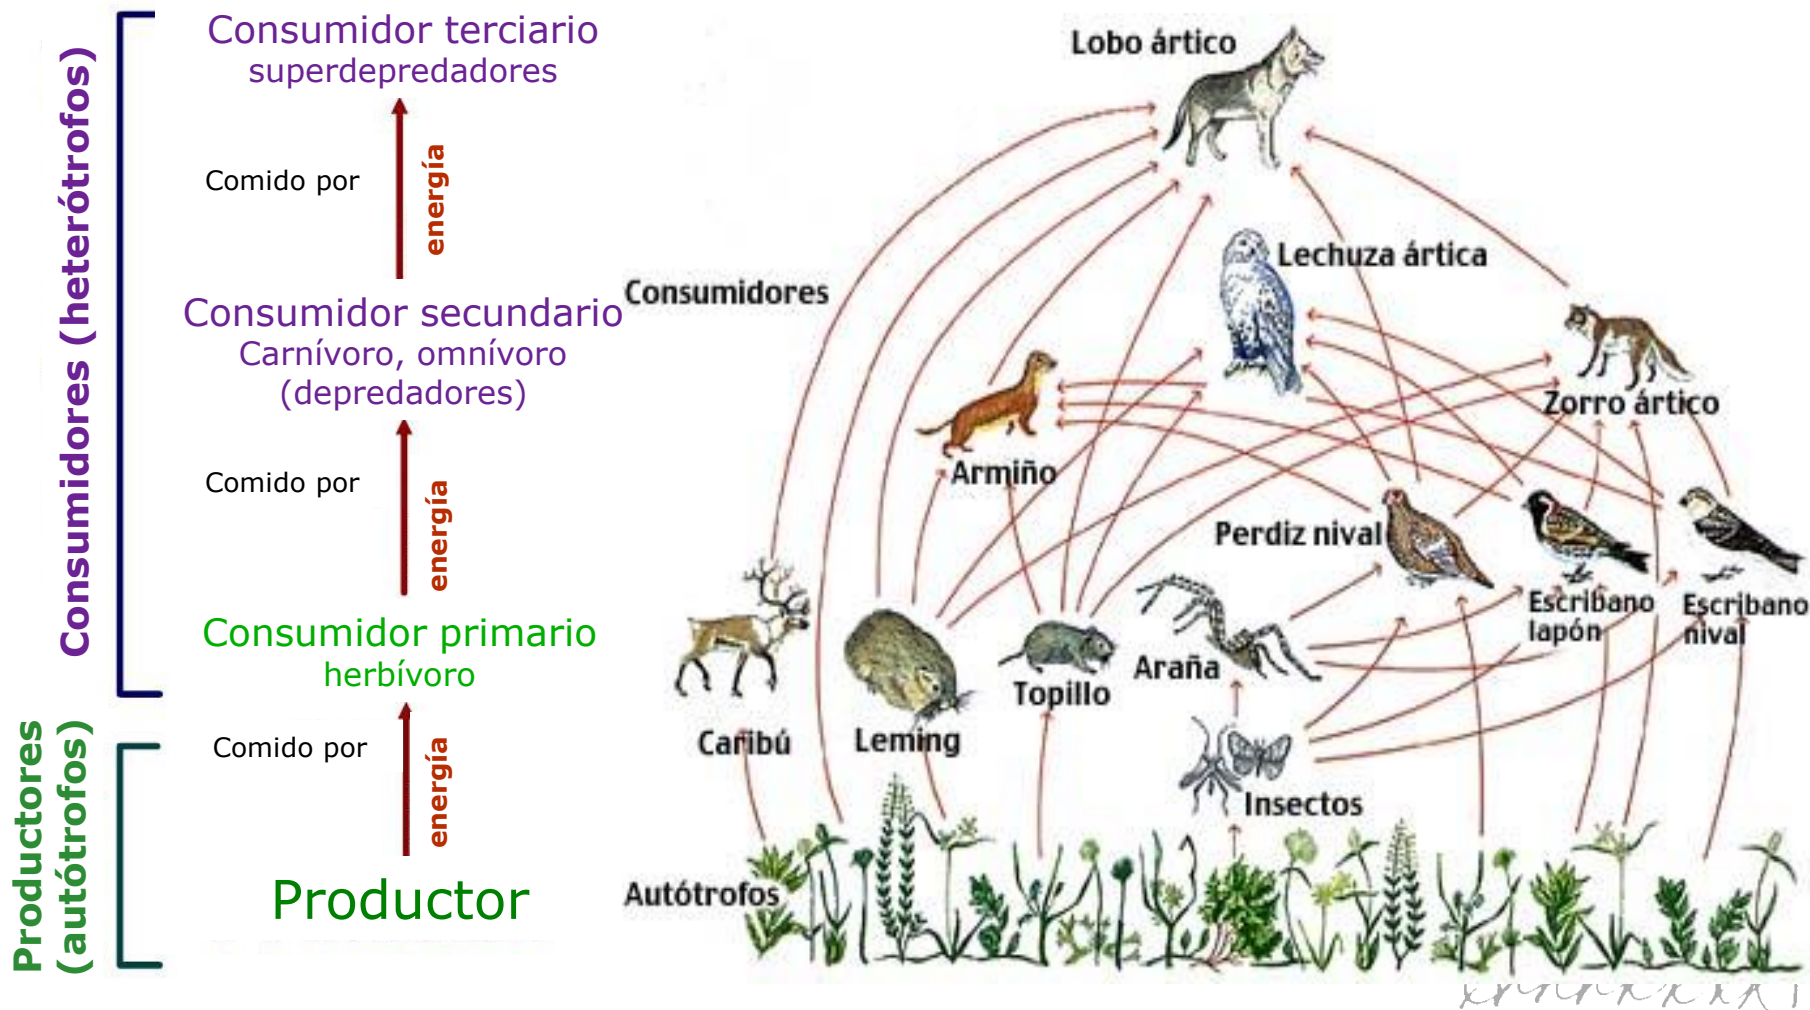 Consumidores (heterótrofos)
Productores
(autótrofos)
Consumidor terciario
superdepredadores
Comido por
energía
Consumidor secundario
Carnívoro, omnívoro
(depredadores)
Comido por
energía
Consumidor primario
herbívoro
Comido por
energía
Productor
Lobo ártico
Lechuza ártica
Consumidores
Zorro ártico
Armiño
Perdiz nival
Escribano
lapón
Escribano
nival
Araña
Topillo
Caribú
Leming
Insectos
Autótrofos